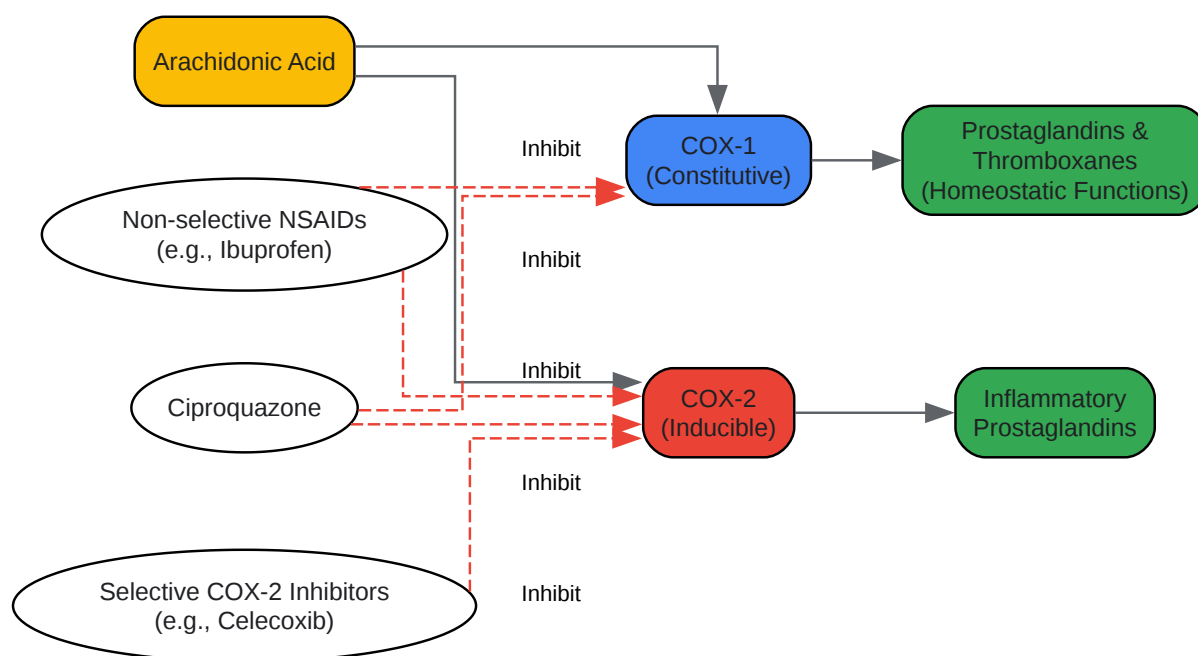 Arachidonic Acid
Inhibit
COX-1
(Constitutive)
Prostaglandins &
Thromboxanes
(Homeostatic Functions)
Non-selective NSAIDs
(e.g., Ibuprofen)
Inhibit
Inhibit
Ciproquazone
COX-2
(Inducible)
Inflammatory
Prostaglandins
Inhibit
Selective COX-2 Inhibitors
(e.g., Celecoxib)
Inhibit